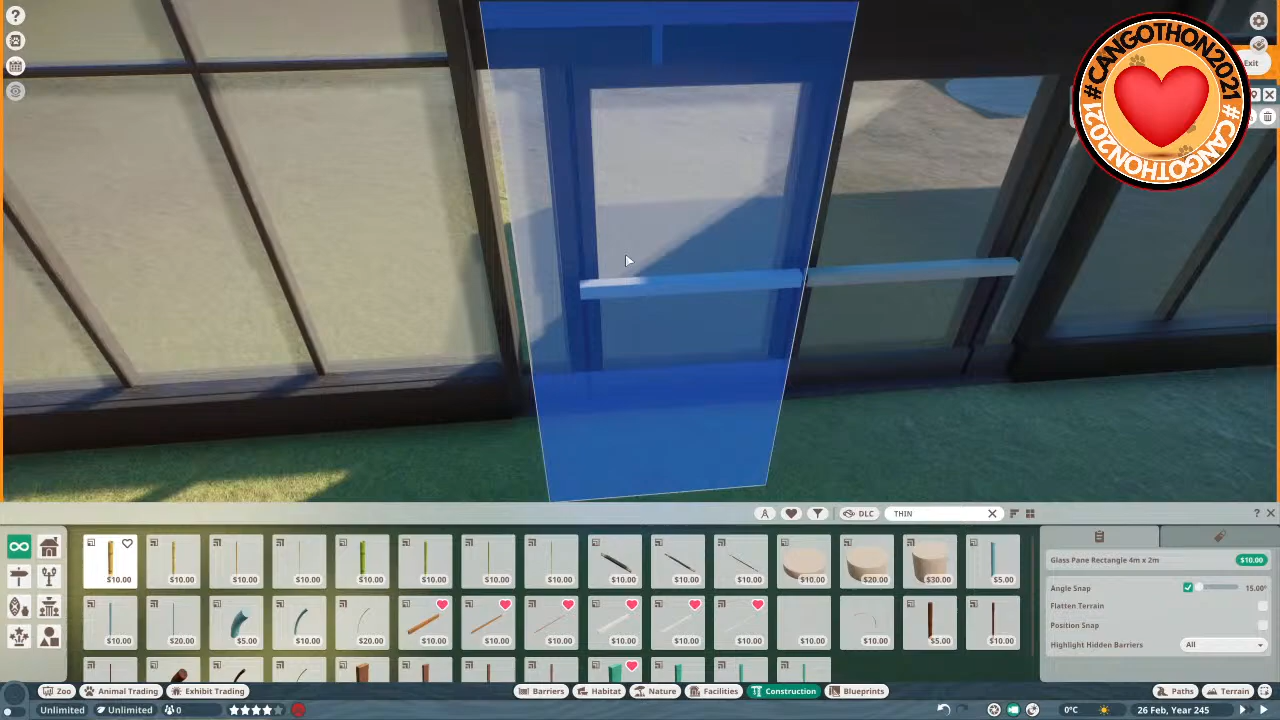 ?
#CANGOTHON2021
#CANGOTHON2021
Exit
A
DLC
THIN
?
$10.00 $10.00 $10.00 $10.00 $10.00 $10.00 $10.00 $10.00 $10.00 $10.00 $10.00 $10.00 $20.00 $30.00 $5.00
Glass Pane Rectangle 4m x 2m $10.00
Angle Snap 15.00°
Flatten Terrain
Position Snap
Highlight Hidden Barriers All
$10.00 $20.00 $5.00 $10.00 $20.00 $10.00 $10.00 $10.00 $10.00 $10.00 $10.00 $10.00 $10.00 $5.00 $10.00
Zoo Animal Trading Exhibit Trading Barriers Habitat Nature Facilities Construction Blueprints Paths Terrain
Unlimited Unlimited 0 0°C 26 Feb, Year 245